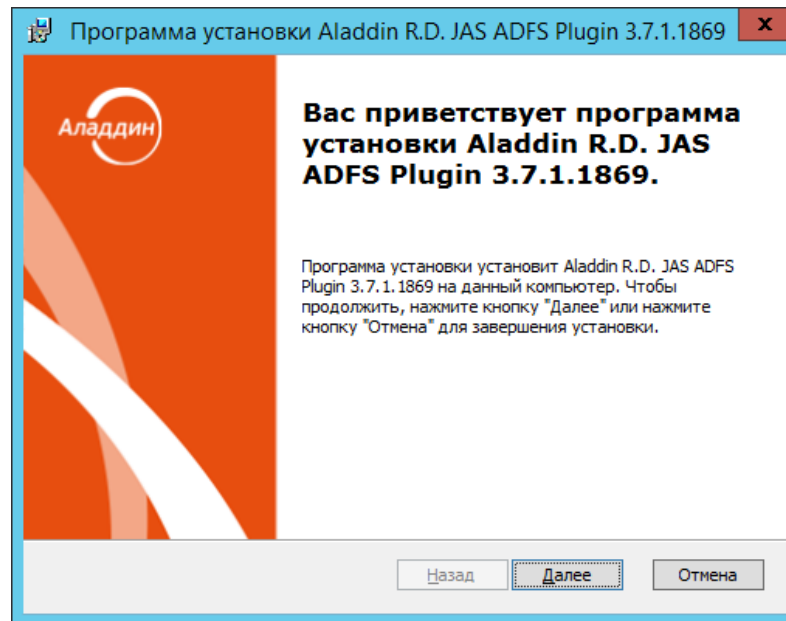 Программа установки Aladdin R.D. JAS ADFS Plugin 3.7.1.1869
x
Аладдин
Вас приветствует программа
установки Aladdin R.D. JAS
ADFS Plugin 3.7.1.1869.
Программа установки установит Aladdin R.D. JAS ADFS
Plugin 3.7.1.1869 на данный компьютер. Чтобы
продолжить, нажмите кнопку "Далее" или нажмите
кнопку "Отмена" для завершения установки.
Назад Далее Отмена